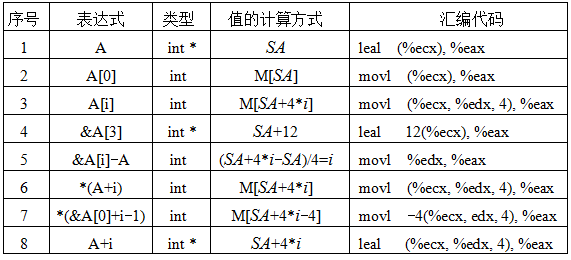 序号 表达式 类型 值的计算方式 汇编代码
1 A int * SA leal (%ecx), %eax
2 A[0] int M[SA] movl (%ecx), %eax
3 A[i] int M[SA+4*i] movl (%ecx, %edx, 4), %eax
4 &A[3] int * SA+12 leal 12(%ecx), %eax
5 &A[i]−A int (SA+4*i−SA)/4=i movl %edx, %eax
6 *(A+i) int M[SA+4*i] movl (%ecx, %edx, 4), %eax
7 *(&A[0]+i−1) int M[SA+4*i−4] movl −4(%ecx, edx, 4), %eax
8 A+i int * SA+4*i leal (%ecx, %edx, 4), %eax